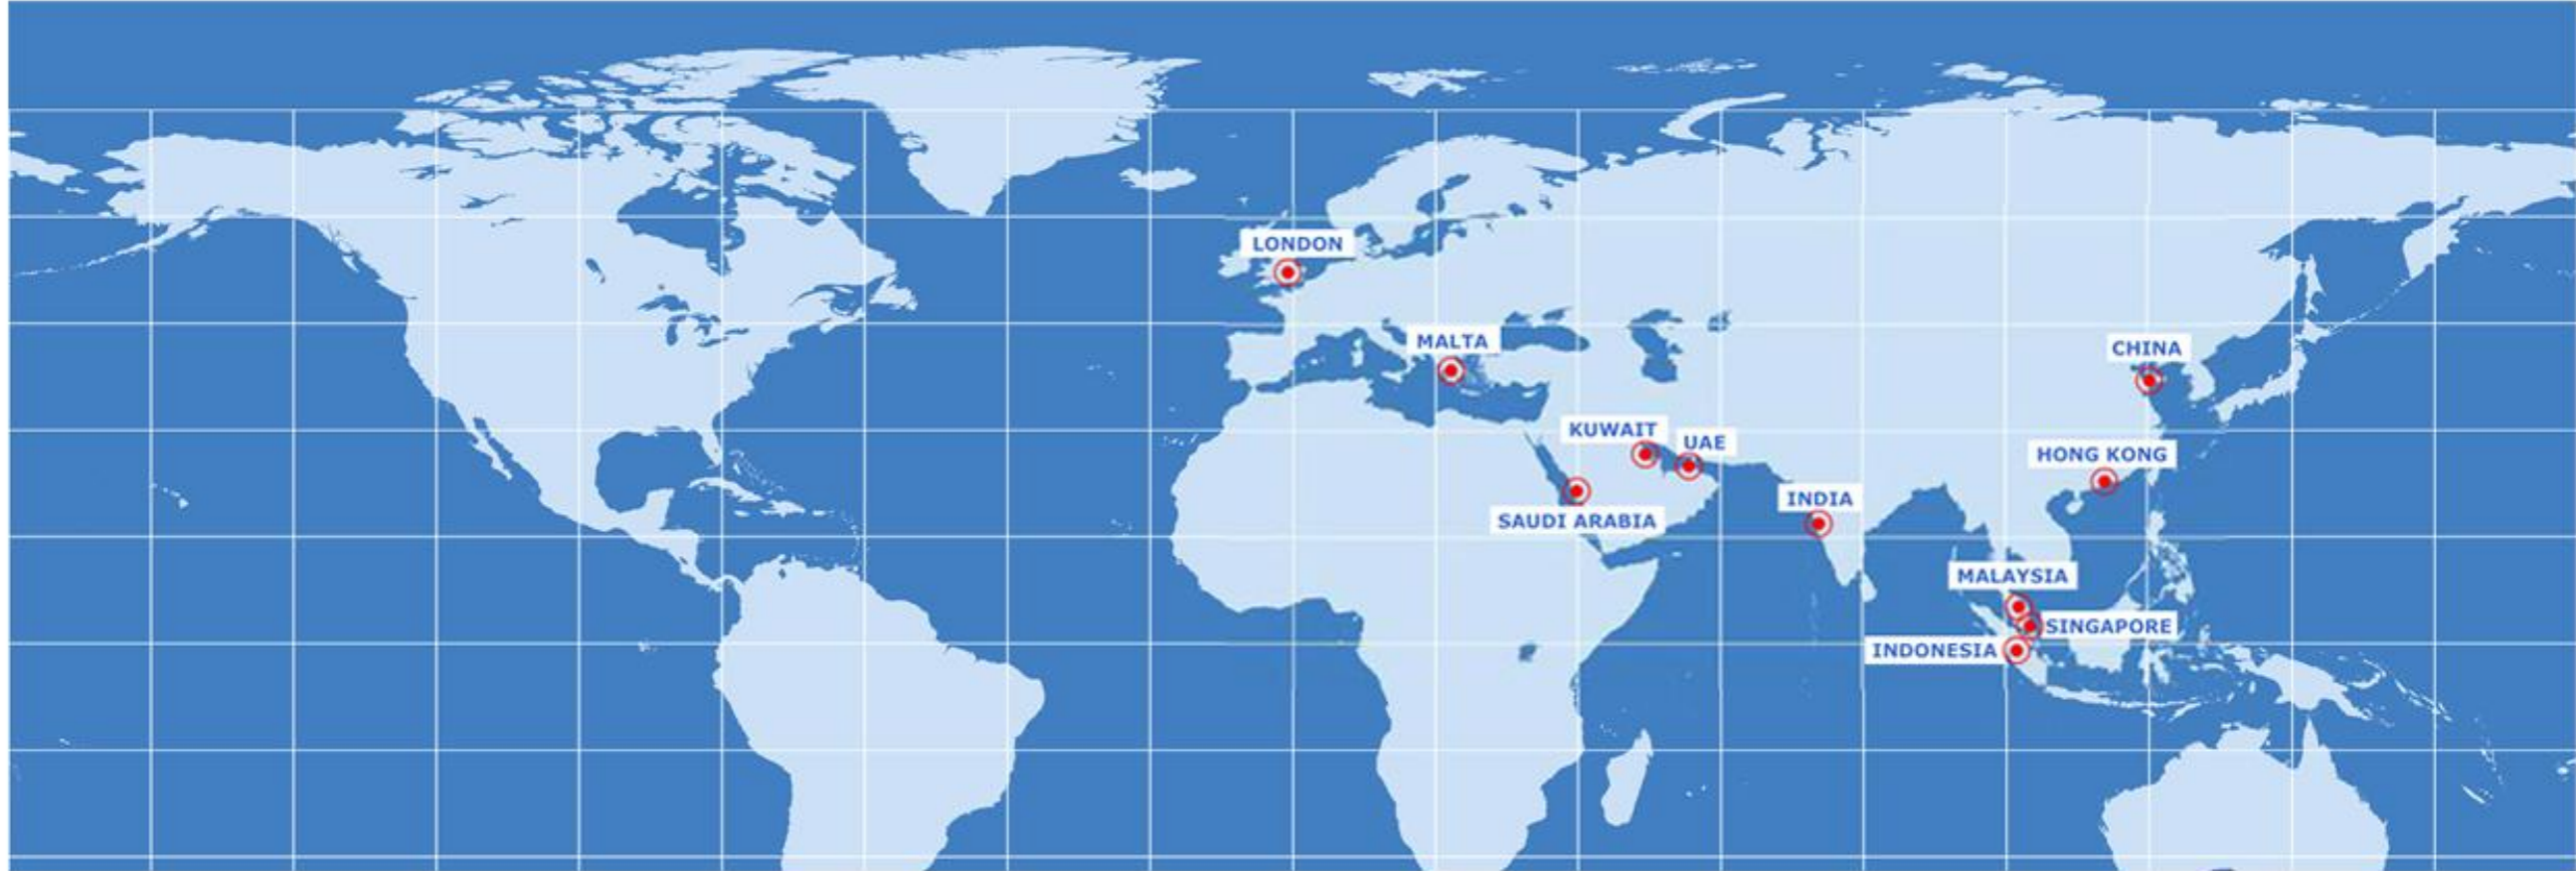 LONDON
MALTA
CHINA
KUWAIT
UAE
HONG KONG
INDIA
SAUDI ARABIA
MALAYSIA
SINGAPORE
INDONESIA